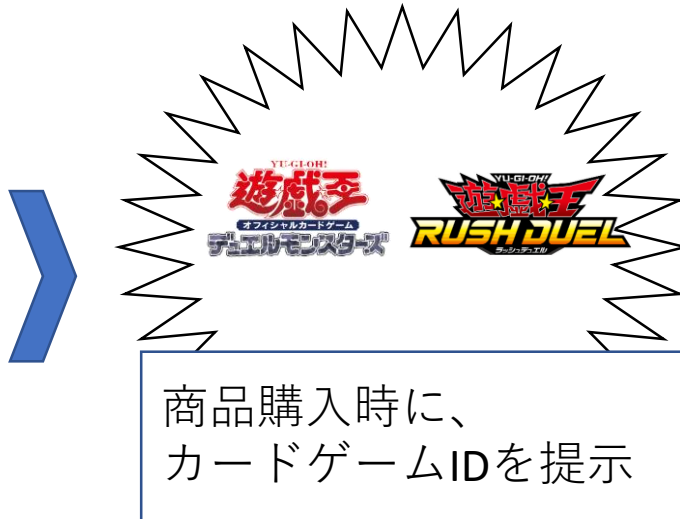 YU-GI-OH!
遊戯王
オフィシャルカードゲーム
デュエルモンスターズ
YU-GI-OH!
遊☆戯☆王
RUSH DUEL
ラッシュデュエル
商品購入時に、
カードゲームIDを提示